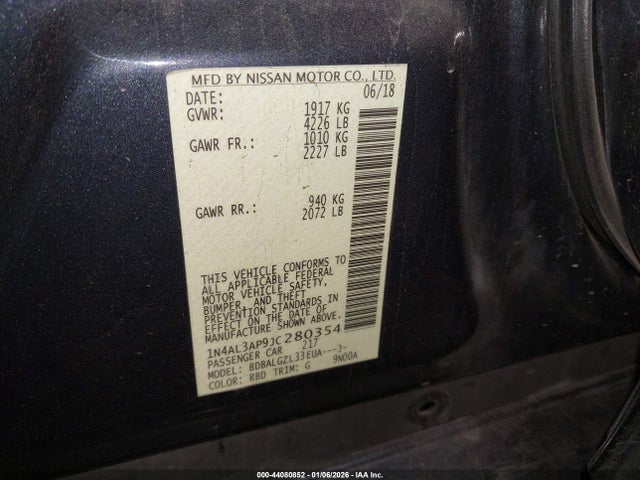 MFD BY NISSAN MOTOR CO., LTD.
DATE: 06/18
GVWR: 1917 KG
4226 LB
GAWR FR.: 1010 KG
2227 LB
GAWR RR.: 940 KG
2072 LB
THIS VEHICLE CONFORMS TO
ALL APPLICABLE FEDERAL
MOTOR VEHICLE SAFETY,
BUMPER, AND THEFT
PREVENTION STANDARDS IN
EFFECT ON THE DATE OF
MANUFACTURE SHOWN ABOVE.
1N4AL3AP9JC280354
PASSENGER CAR 217
MODEL: BDBALGZL33EUA---J-
COLOR: RBD TRIM: G 9N00A
000-44080852 - 01/06/2026 - IAA Inc.